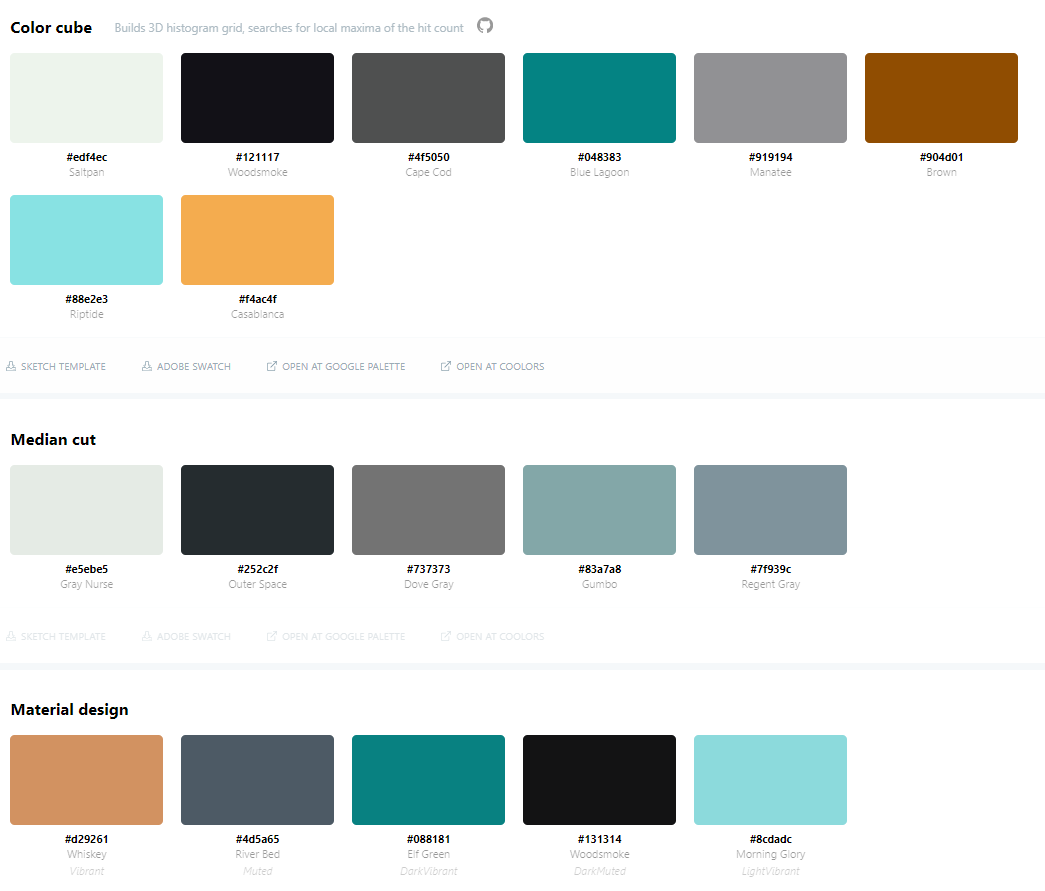 Color cube Builds 3D histogram grid, searches for local maxima of the hit count
#edf4ec #121117 #4f5050 #048383 #919194 #904d01
Saltpan Woodsmoke Cape Cod Blue Lagoon Manatee Brown
#88e2e3 #f4ac4f
Riptide Casablanca
SKETCH TEMPLATE ADOBE SWATCH OPEN AT GOOGLE PALETTE OPEN AT COOLORS
Median cut
#e5ebe5 #252c2f #737373 #83a7a8 #7f939c
Gray Nurse Outer Space Dove Gray Gumbo Regent Gray
SKETCH TEMPLATE ADOBE SWATCH OPEN AT GOOGLE PALETTE OPEN AT COOLORS
Material design
#d29261 #4d5a65 #088181 #131314 #8cdadc
Whiskey River Bed Elf Green Woodsmoke Morning Glory
Vibrant Muted DarkVibrant DarkMuted LightVibrant